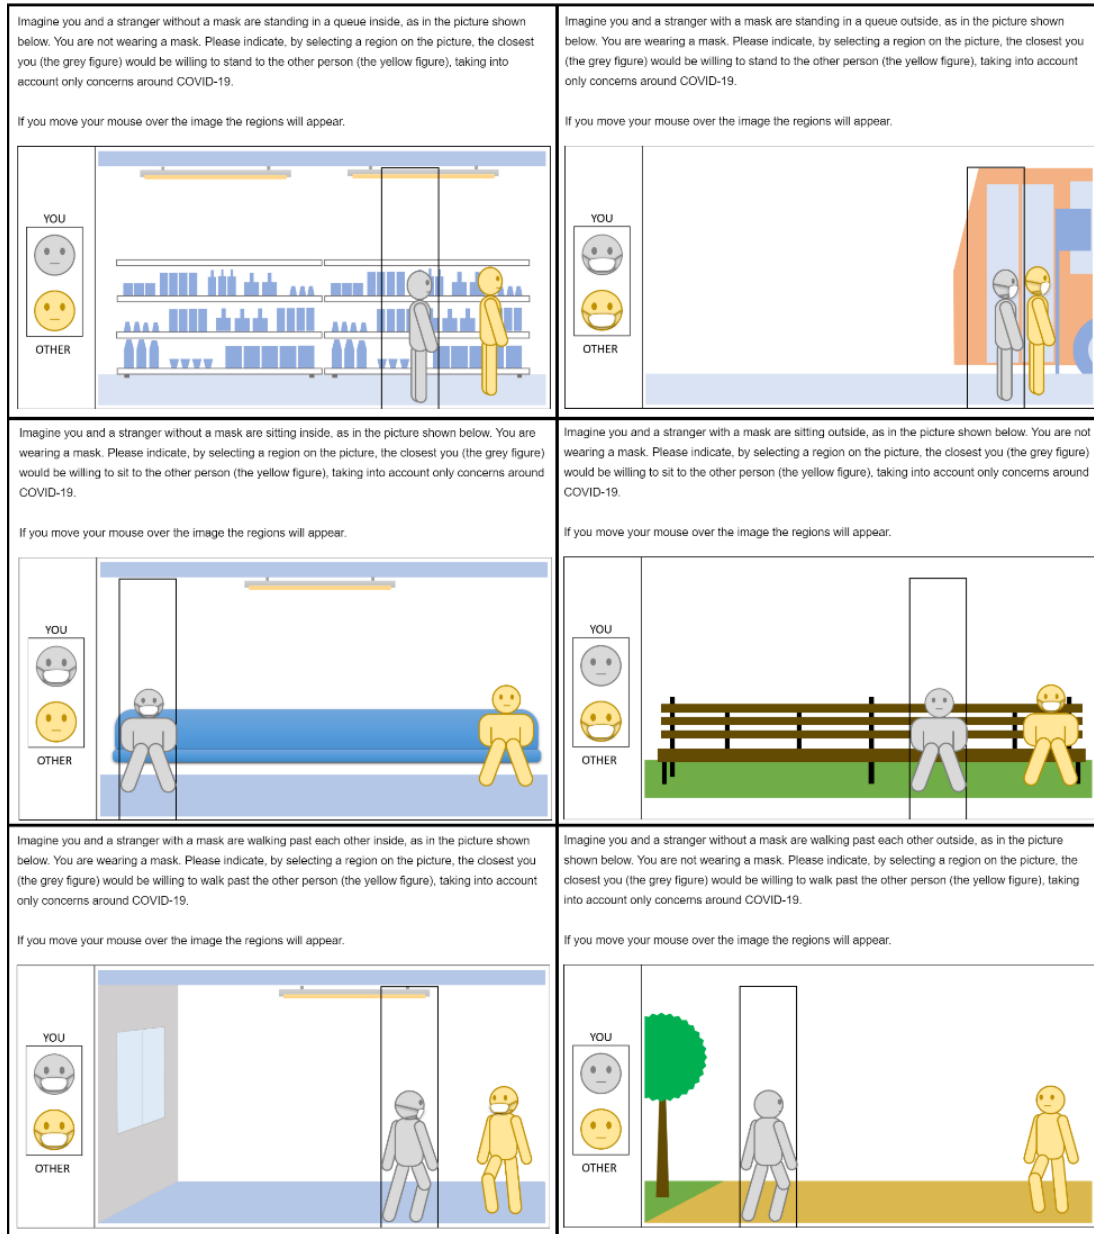 Imagine you and a stranger without a mask are standing in a queue inside, as in the picture shown
below. You are not wearing a mask. Please indicate, by selecting a region on the picture, the closest
you (the grey figure) would be willing to stand to the other person (the yellow figure), taking into
account only concerns around COVID-19.
If you move your mouse over the image the regions will appear.
YOU
OTHER
Imagine you and a stranger with a mask are standing in a queue outside, as in the picture shown
below. You are wearing a mask. Please indicate, by selecting a region on the picture, the closest you
(the grey figure) would be willing to stand to the other person (the yellow figure), taking into account
only concerns around COVID-19.
If you move your mouse over the image the regions will appear.
YOU
OTHER
Imagine you and a stranger without a mask are sitting inside, as in the picture shown below. You are
wearing a mask. Please indicate, by selecting a region on the picture, the closest you (the grey figure)
would be willing to sit to the other person (the yellow figure), taking into account only concerns around
COVID-19.
If you move your mouse over the image the regions will appear.
YOU
OTHER
Imagine you and a stranger with a mask are sitting outside, as in the picture shown below. You are not
wearing a mask. Please indicate, by selecting a region on the picture, the closest you (the grey figure)
would be willing to sit to the other person (the yellow figure), taking into account only concerns around
COVID-19.
If you move your mouse over the image the regions will appear.
YOU
OTHER
Imagine you and a stranger with a mask are walking past each other inside, as in the picture shown
below. You are wearing a mask. Please indicate, by selecting a region on the picture, the closest you
(the grey figure) would be willing to walk past the other person (the yellow figure), taking into account
only concerns around COVID-19.
If you move your mouse over the image the regions will appear.
YOU
OTHER
Imagine you and a stranger without a mask are walking past each other outside, as in the picture
shown below. You are not wearing a mask. Please indicate, by selecting a region on the picture, the
closest you (the grey figure) would be willing to walk past the other person (the yellow figure), taking
into account only concerns around COVID-19.
If you move your mouse over the image the regions will appear.
YOU
OTHER